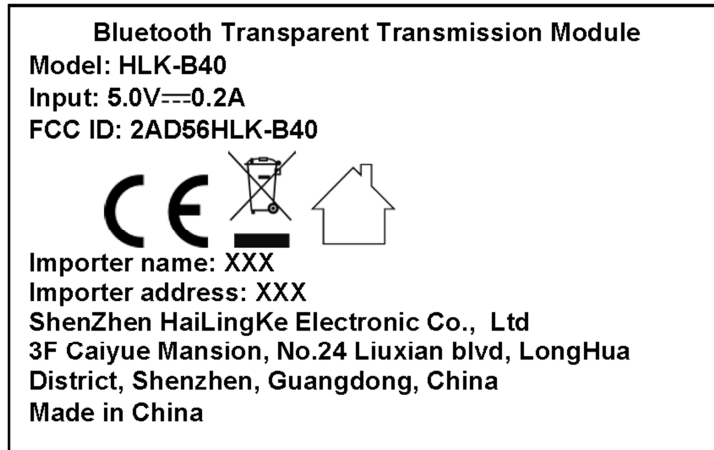 Bluetooth Transparent Transmission Module
Model: HLK-B40
Input: 5.0V⎓0.2A
FCC ID: 2AD56HLK-B40
CE
Importer name: XXX
Importer address: XXX
ShenZhen HaiLingKe Electronic Co., Ltd
3F Caiyue Mansion, No.24 Liuxian blvd, LongHua
District, Shenzhen, Guangdong, China
Made in China